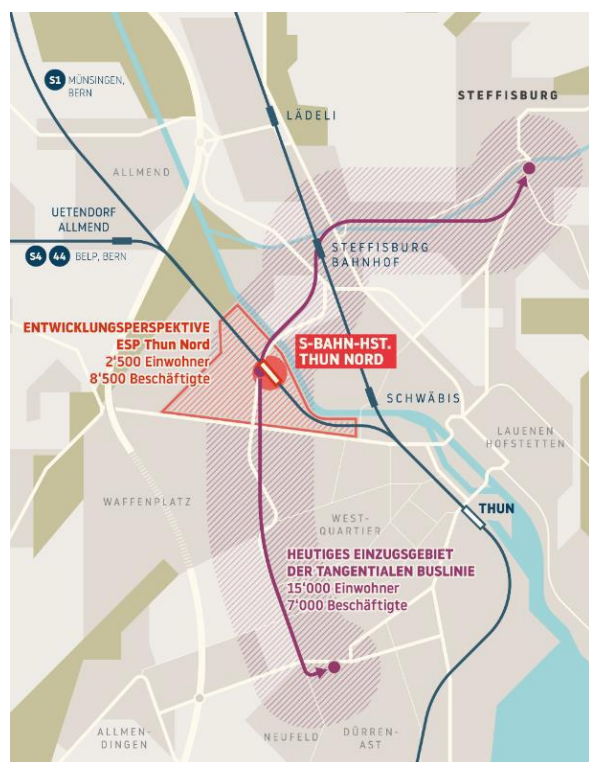 S1 MÜNSINGEN,
BERN
STEFFISBURG
LÄDELI
ALLMEND
UETENDORF
ALLMEND
S4 44 BELP, BERN
STEFFISBURG
BAHNHOF
ENTWICKLUNGSPERSPEKTIVE
ESP Thun Nord
2'500 Einwohner
8'500 Beschäftigte
S-BAHN-HST.
THUN NORD
SCHWÄBIS
LAUENEN
HOFSTETTEN
WAFFENPLATZ
THUN
WEST-
QUARTIER
HEUTIGES EINZUGSGEBIET
DER TANGENTIALEN BUSLINIE
15'000 Einwohner
7'000 Beschäftigte
ALLMEN-
DINGEN
NEUFELD
DÜRREN-
AST